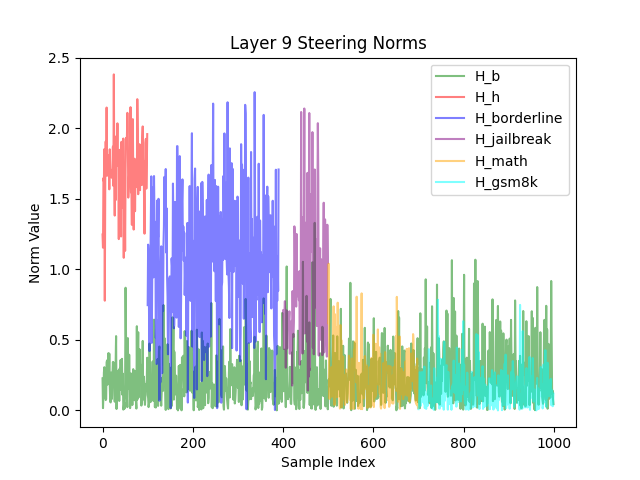 Layer 9 Steering Norms
2.5
2.0
1.5
1.0
0.5
0.0
Norm Value
H_b
H_h
H_borderline
H_jailbreak
H_math
H_gsm8k
0 200 400 600 800 1000
Sample Index